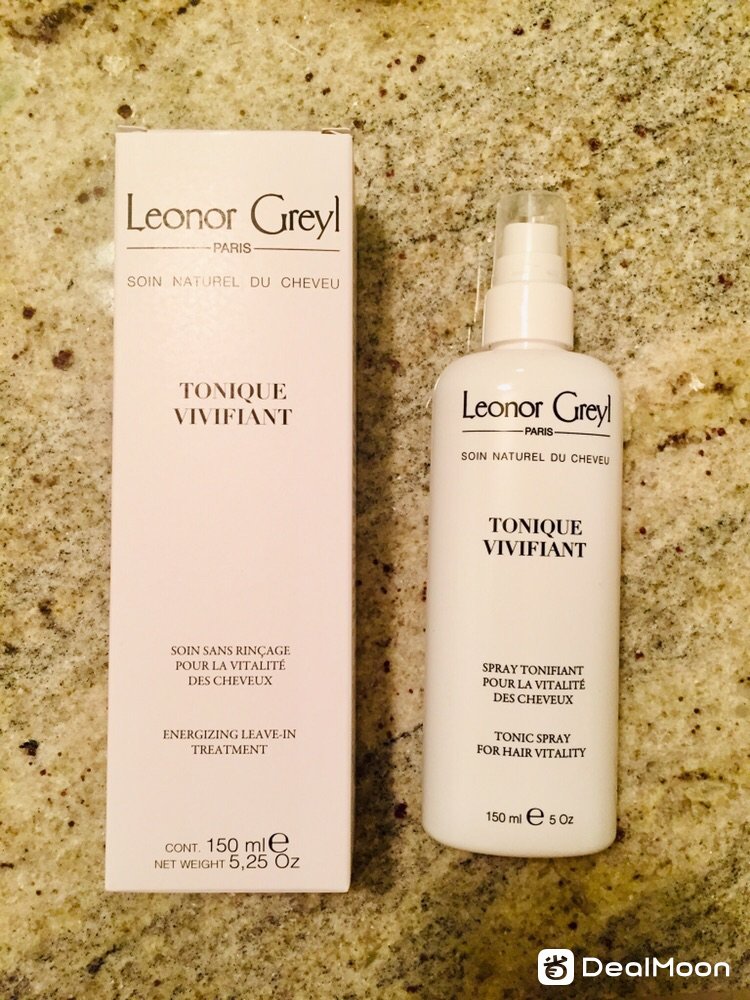 Leonor Greyl
PARIS
SOIN NATUREL DU CHEVEU
TONIQUE
VIVIFIANT
SOIN SANS RINÇAGE
POUR LA VITALITÉ
DES CHEVEUX
ENERGIZING LEAVE-IN
TREATMENT
CONT. 150 ml ℮
NET WEIGHT 5,25 Oz
Leonor Greyl
PARIS
SOIN NATUREL DU CHEVEU
TONIQUE
VIVIFIANT
SPRAY TONIFIANT
POUR LA VITALITÉ
DES CHEVEUX
TONIC SPRAY
FOR HAIR VITALITY
150 ml ℮ 5 Oz
省 DealMoon